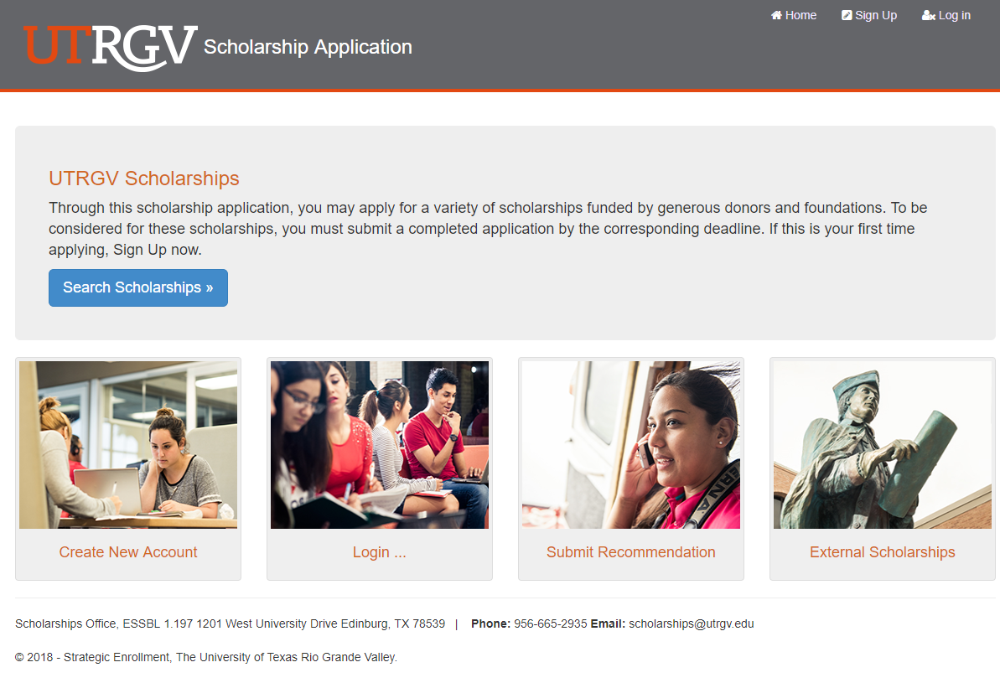 Home Sign Up Log in
UTRGV Scholarship Application
UTRGV Scholarships
Through this scholarship application, you may apply for a variety of scholarships funded by generous donors and foundations. To be
considered for these scholarships, you must submit a completed application by the corresponding deadline. If this is your first time
applying, Sign Up now.
Search Scholarships »
Create New Account
Login ...
Submit Recommendation
External Scholarships
Scholarships Office, ESSBL 1.197 1201 West University Drive Edinburg, TX 78539 | Phone: 956-665-2935 Email: scholarships@utrgv.edu
© 2018 - Strategic Enrollment, The University of Texas Rio Grande Valley.